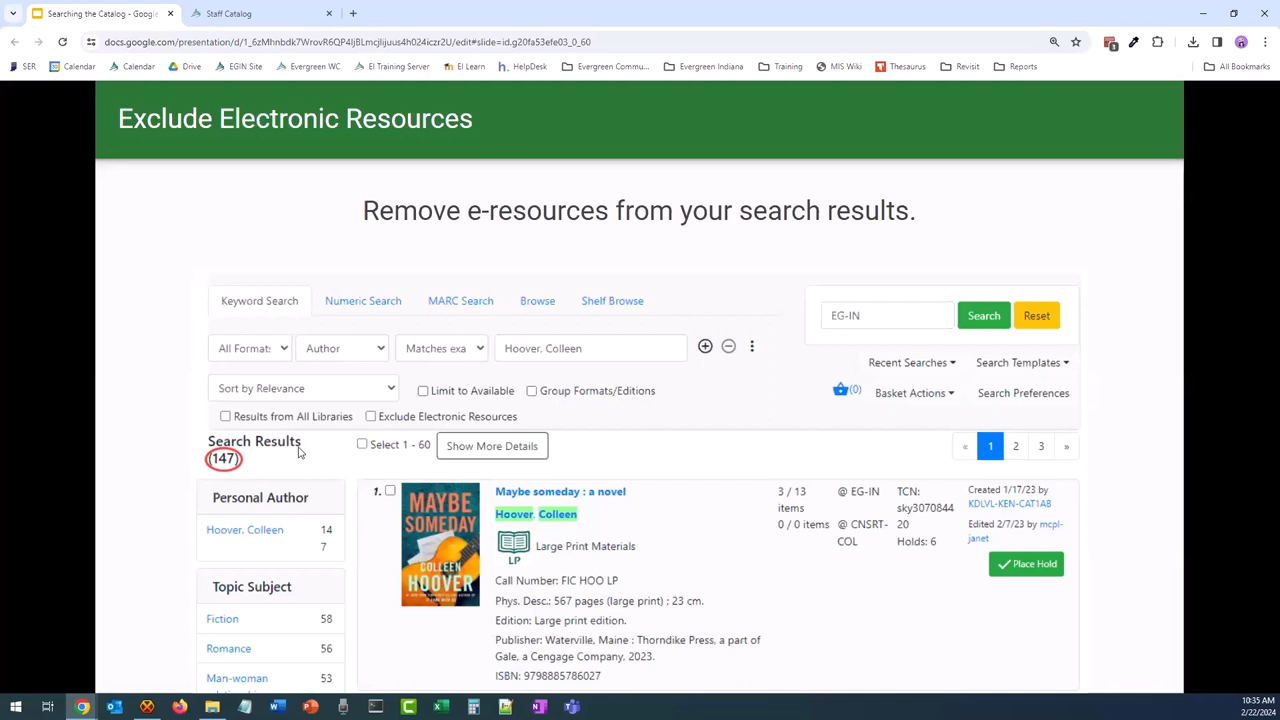 Searching the Catalog - Google
Staff Catalog
docs.google.com/presentation/d/1_6zMhnbdk7WrovR6QP4IjBLmcjlijuus4h024iczr2U/edit#slide=id.g20fa53efe03_0_60
SER
Calendar
Calendar
Drive
EGIN Site
Evergreen WC
EI Training Server
EI Learn
HelpDesk
Evergreen Commu...
Evergreen Indiana
Training
MIS Wiki
Thesaurus
Revisit
Reports
All Bookmarks
Exclude Electronic Resources
Remove e-resources from your search results.
Keyword Search
Numeric Search
MARC Search
Browse
Shelf Browse
EG-IN
Search
Reset
All Format
Author
Matches exa
Hoover, Colleen
Recent Searches
Search Templates
Sort by Relevance
Limit to Available
Group Formats/Editions
(0)
Basket Actions
Search Preferences
Results from All Libraries
Exclude Electronic Resources
Search Results
(147)
Select 1 - 60
Show More Details
«
1
2
3
»
Personal Author
Hoover, Colleen
14
7
Topic Subject
Fiction 58
Romance 56
Man-woman 53
1.
MAYBE
SOMEDAY
COLLEEN
HOOVER
Maybe someday : a novel
Hoover, Colleen
LP
Large Print Materials
Call Number: FIC HOO LP
Phys. Desc.: 567 pages (large print) ; 23 cm.
Edition: Large print edition.
Publisher: Waterville, Maine : Thorndike Press, a part of
Gale, a Cengage Company, 2023.
ISBN: 9798885786027
3 / 13
items
0 / 0 items
@ EG-IN
@ CNSRT-
COL
TCN:
sky3070844
20
Holds: 6
Created 1/17/23 by
KDLVL-KEN-CAT1AB
Edited 2/7/23 by mcpl-
janet
Place Hold
10:35 AM
2/22/2024